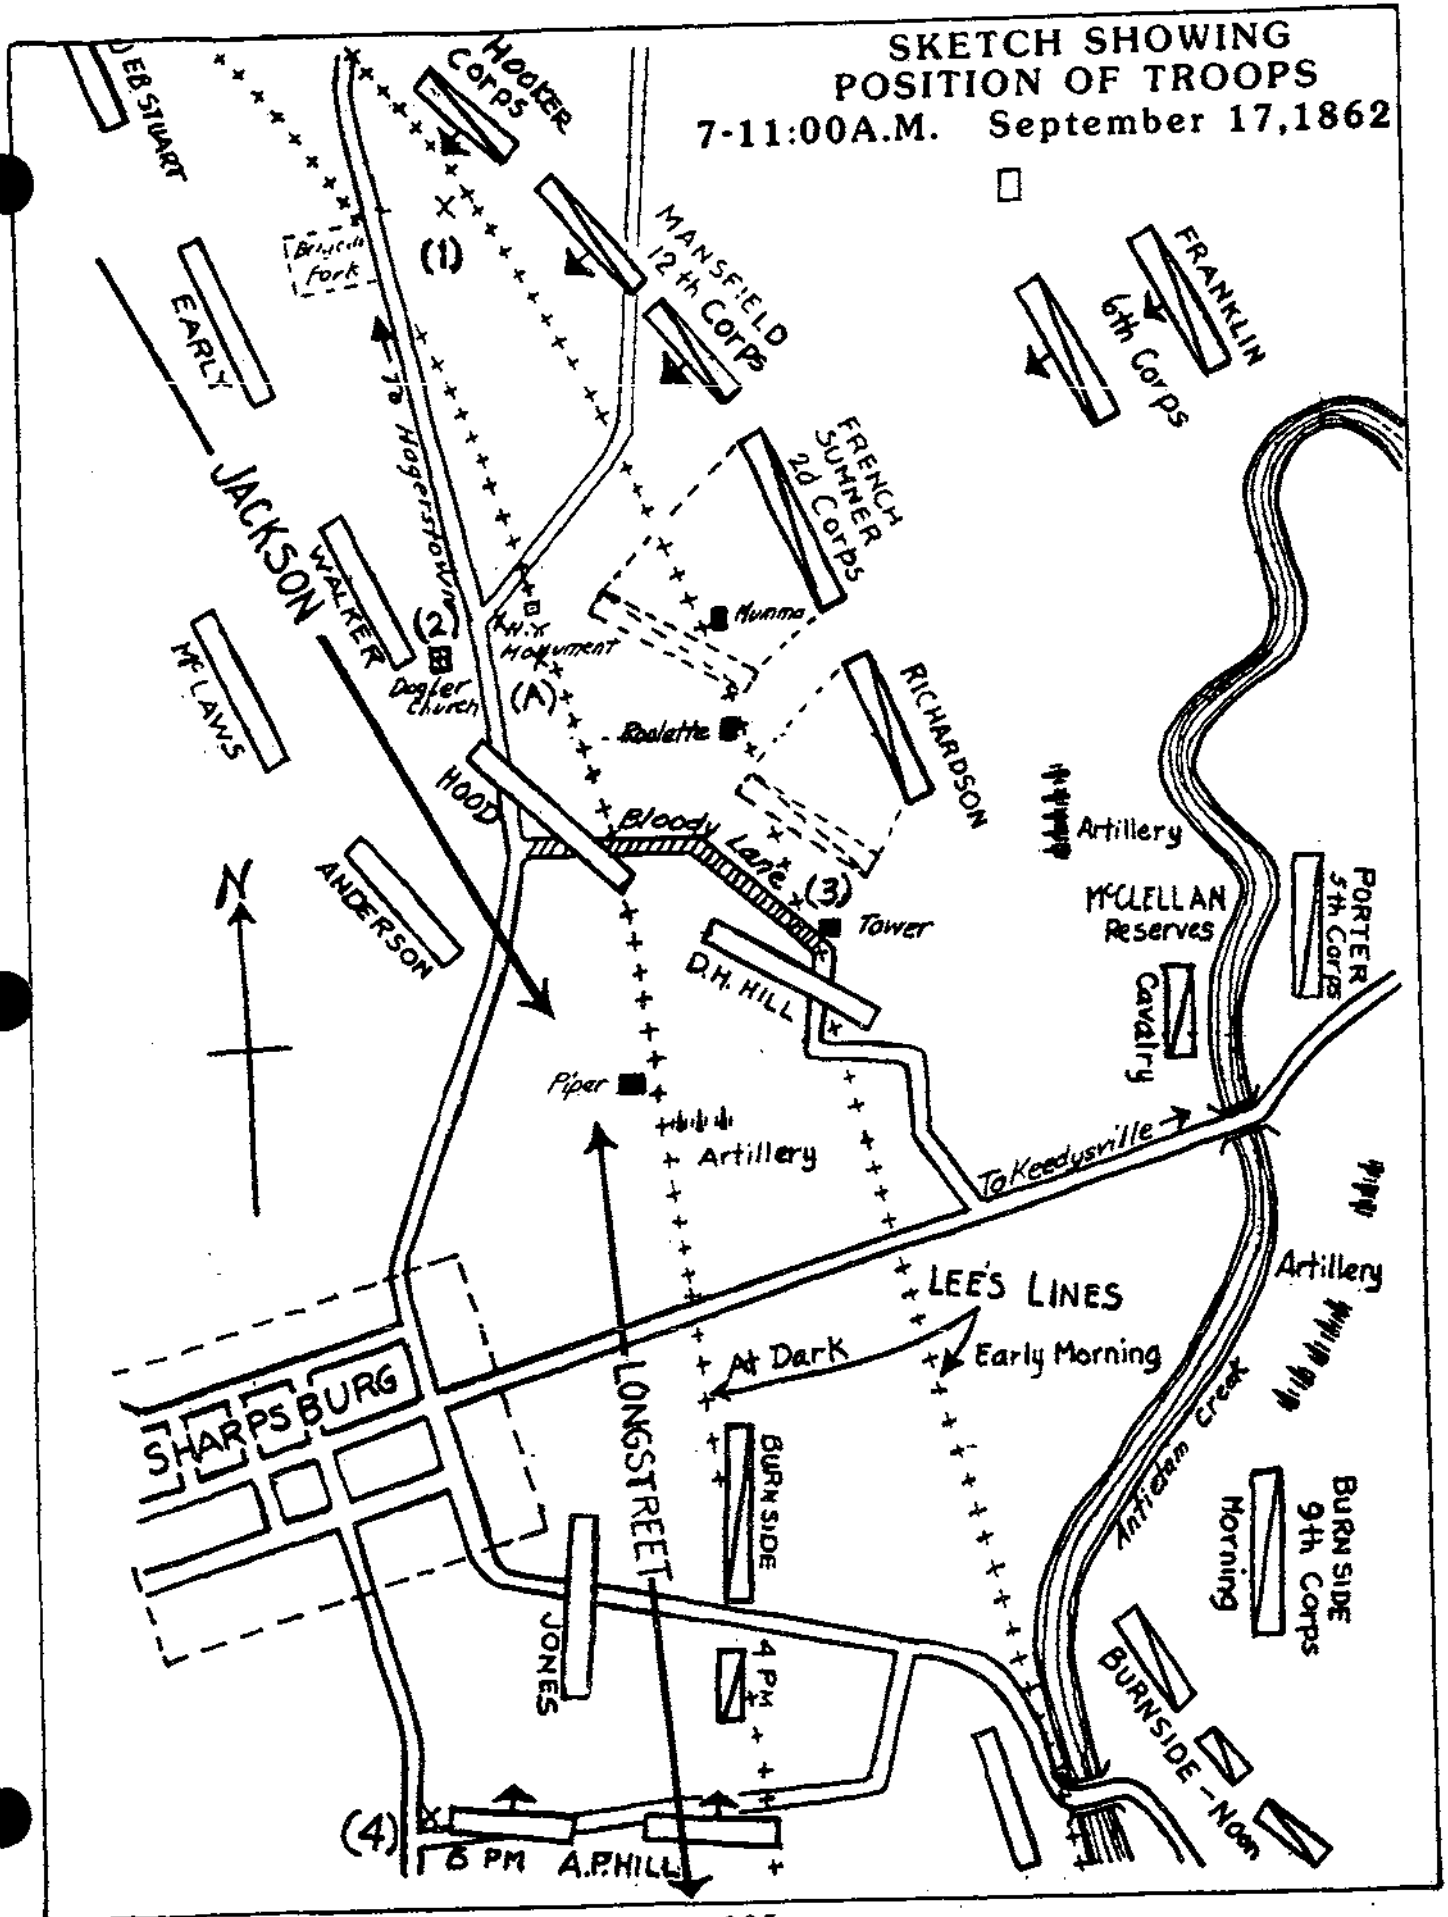 SKETCH SHOWING
POSITION OF TROOPS
7-11:00A.M. September 17,1862
JEB STUART
HOOKER
Corps
MANSFIELD
12th Corps
FRANKLIN
6th Corps
(1)
Fork
EARLY
To Hagerstown
JACKSON
FRENCH
SUMNER
2d Corps
WALKER
(2)
McLAWS
N.Y.
Monument
Mumma
Church
(A)
Roulette
RICHARDSON
HOOD
Bloody Lane
(3)
Artillery
McCLELLAN
Reserves
PORTER
5th Corps
N
ANDERSON
Tower
D.H. HILL
Cavalry
Piper
Artillery
To Keedysville
LEE'S LINES
Artillery
At Dark
Early Morning
SHARPSBURG
LONGSTREET
BURNSIDE
Antietam Creek
BURNSIDE
9th Corps
Morning
JONES
4 PM
BURNSIDE - Noon
(4)
6 PM
A.P. HILL